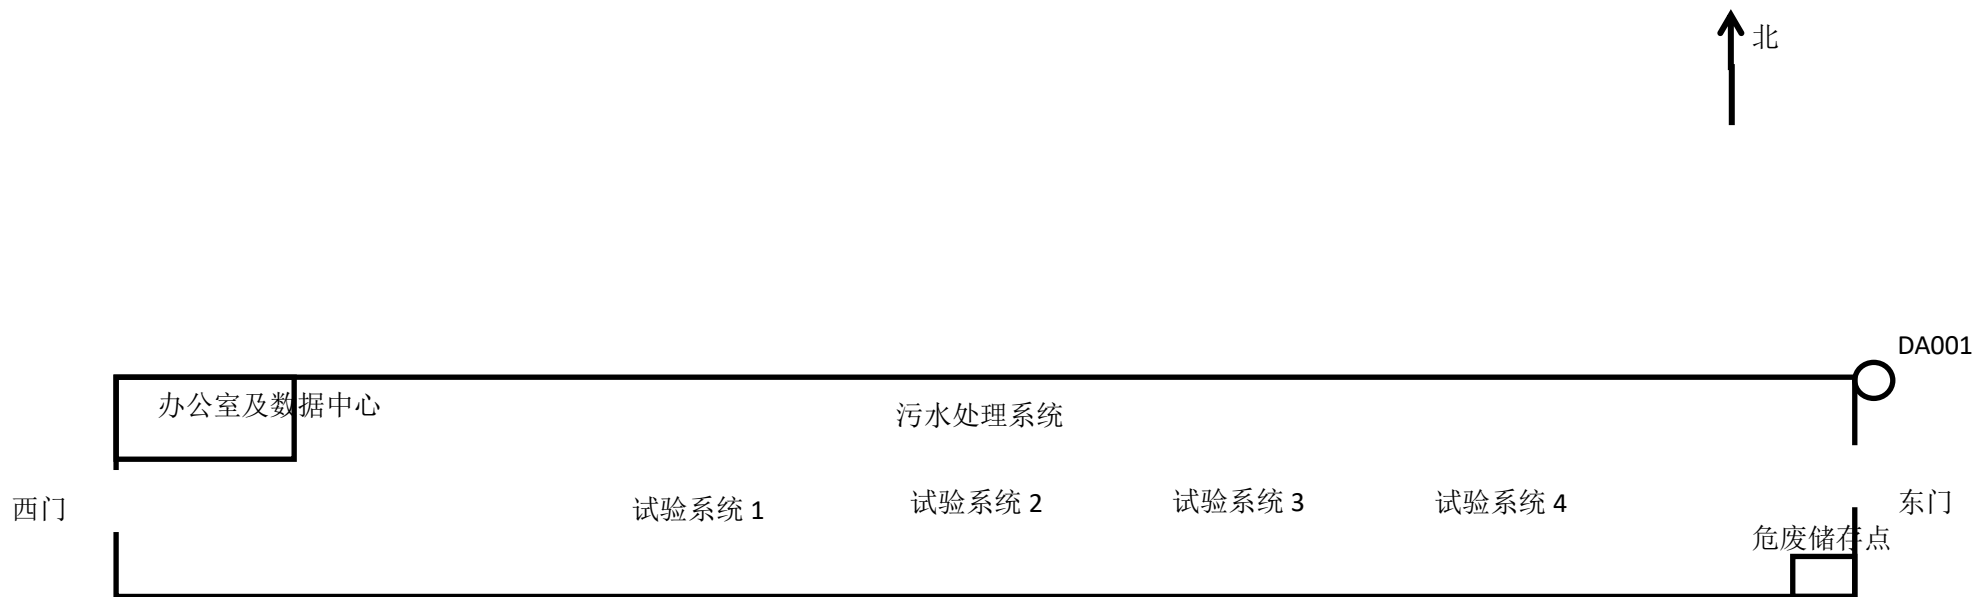 北
DA001
办公室及数据中心
污水处理系统
西门
试验系统 1
试验系统 2
试验系统 3
试验系统 4
东门
危废储存点